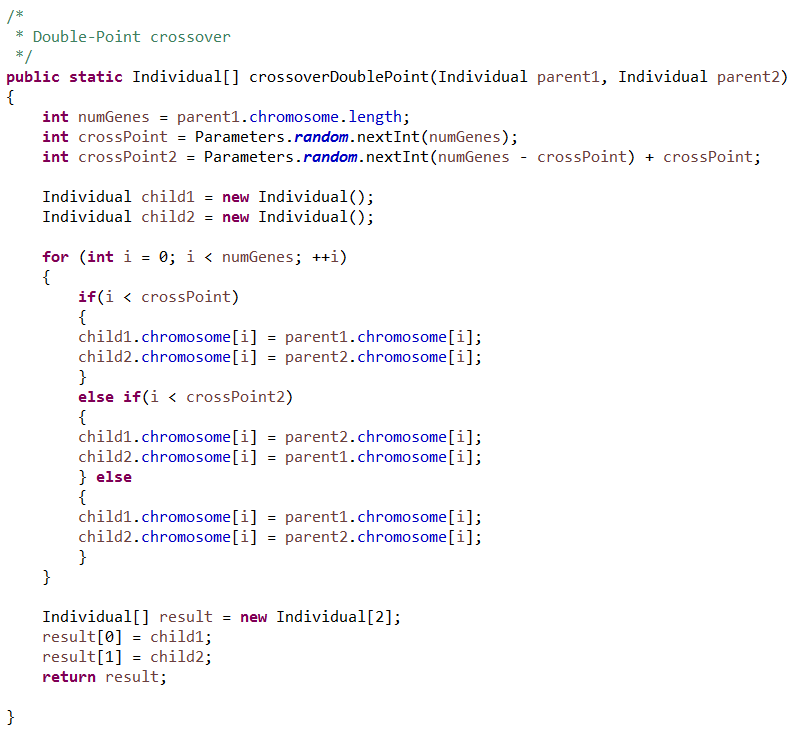 /*
 * Double-Point crossover
 */
public static Individual[] crossoverDoublePoint(Individual parent1, Individual parent2)
{
    int numGenes = parent1.chromosome.length;
    int crossPoint = Parameters.random.nextInt(numGenes);
    int crossPoint2 = Parameters.random.nextInt(numGenes - crossPoint) + crossPoint;

    Individual child1 = new Individual();
    Individual child2 = new Individual();

    for (int i = 0; i < numGenes; ++i)
    {
        if(i < crossPoint)
        {
        child1.chromosome[i] = parent1.chromosome[i];
        child2.chromosome[i] = parent2.chromosome[i];
        }
        else if(i < crossPoint2)
        {
        child1.chromosome[i] = parent2.chromosome[i];
        child2.chromosome[i] = parent1.chromosome[i];
        } else
        {
        child1.chromosome[i] = parent1.chromosome[i];
        child2.chromosome[i] = parent2.chromosome[i];
        }
    }

    Individual[] result = new Individual[2];
    result[0] = child1;
    result[1] = child2;
    return result;

}